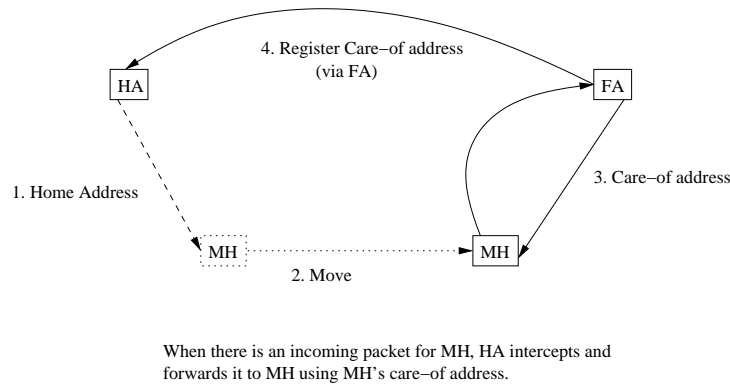 4. Register Care−of address
(via FA)
HA
FA
1. Home Address
3. Care−of address
MH
MH
2. Move
When there is an incoming packet for MH, HA intercepts and
forwards it to MH using MH's care−of address.